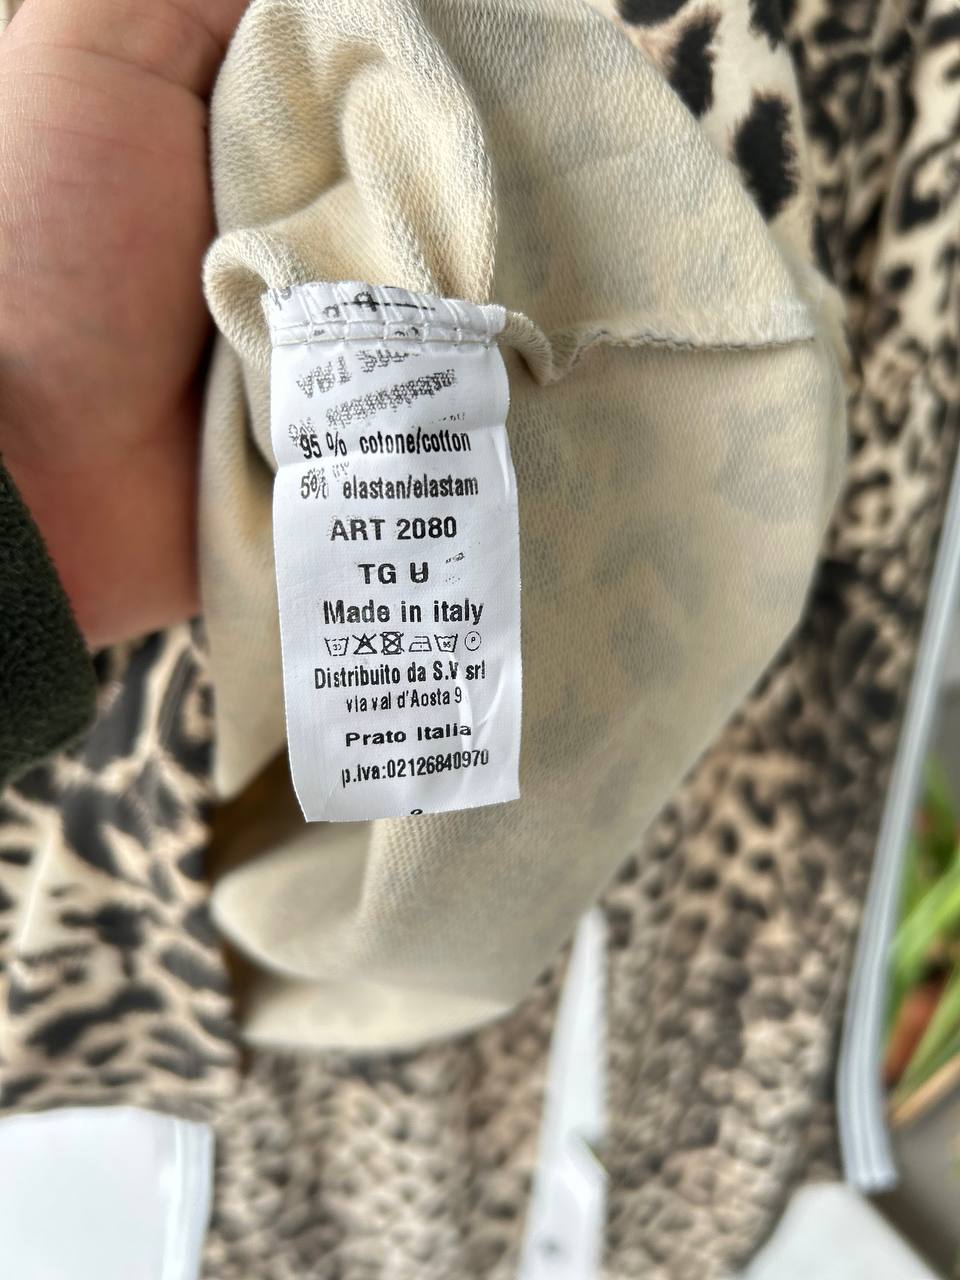 95 % cotone/cotton
5% elastan/elastam
ART 2080
TG U
Made in italy
Distribuito da S.V srl
via val d'Aosta 9
Prato Italia
p.iva:02126840970